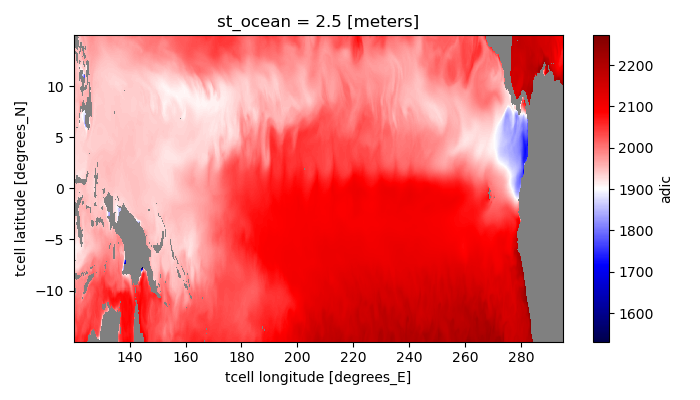 st_ocean = 2.5 [meters]
tcell latitude [degrees_N]
10
5
0
−5
−10
140 160 180 200 220 240 260 280
tcell longitude [degrees_E]
2200
2100
2000
1900
1800
1700
1600
adic